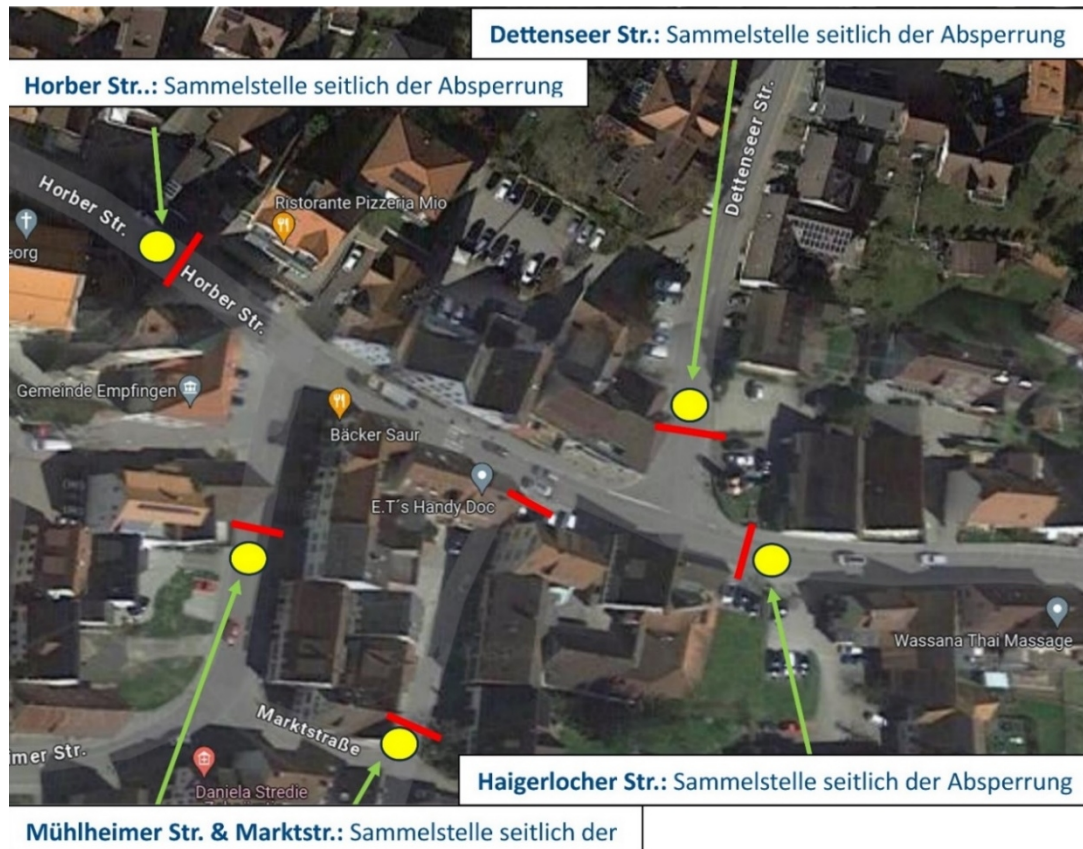 Dettenseer Str.: Sammelstelle seitlich der Absperrung
Horber Str..: Sammelstelle seitlich der Absperrung
Dettenseer Str.
Horber Str.
Ristorante Pizzeria Mio
eorg
Horber Str.
Gemeinde Empfingen
Bäcker Saur
E.T´s Handy Doc
Wassana Thai Massage
Marktstraße
imer Str.
Daniela Stredie
Haigerlocher Str.: Sammelstelle seitlich der Absperrung
Mühlheimer Str. & Marktstr.: Sammelstelle seitlich der